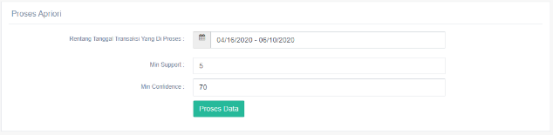 Proses Apriori
Rentang Tanggal Transaksi Yang Di Proses :
04/16/2020 - 06/10/2020
Min Support :
5
Min Confidence :
70
Proses Data